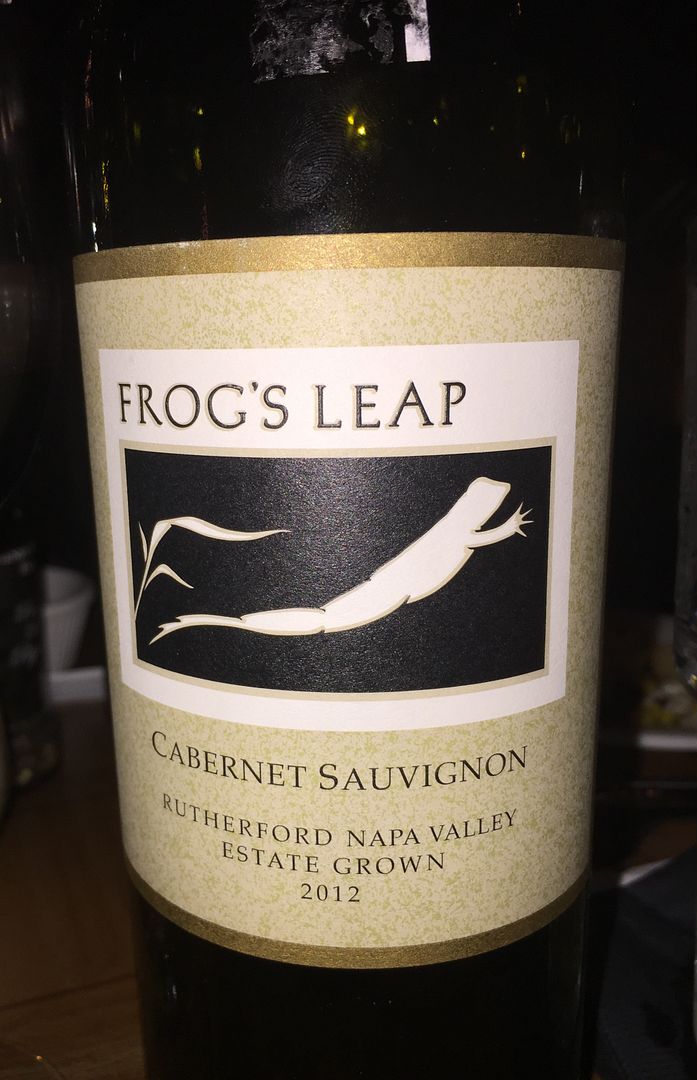 FROG'S LEAP
CABERNET SAUVIGNON
RUTHERFORD NAPA VALLEY
ESTATE GROWN
2012